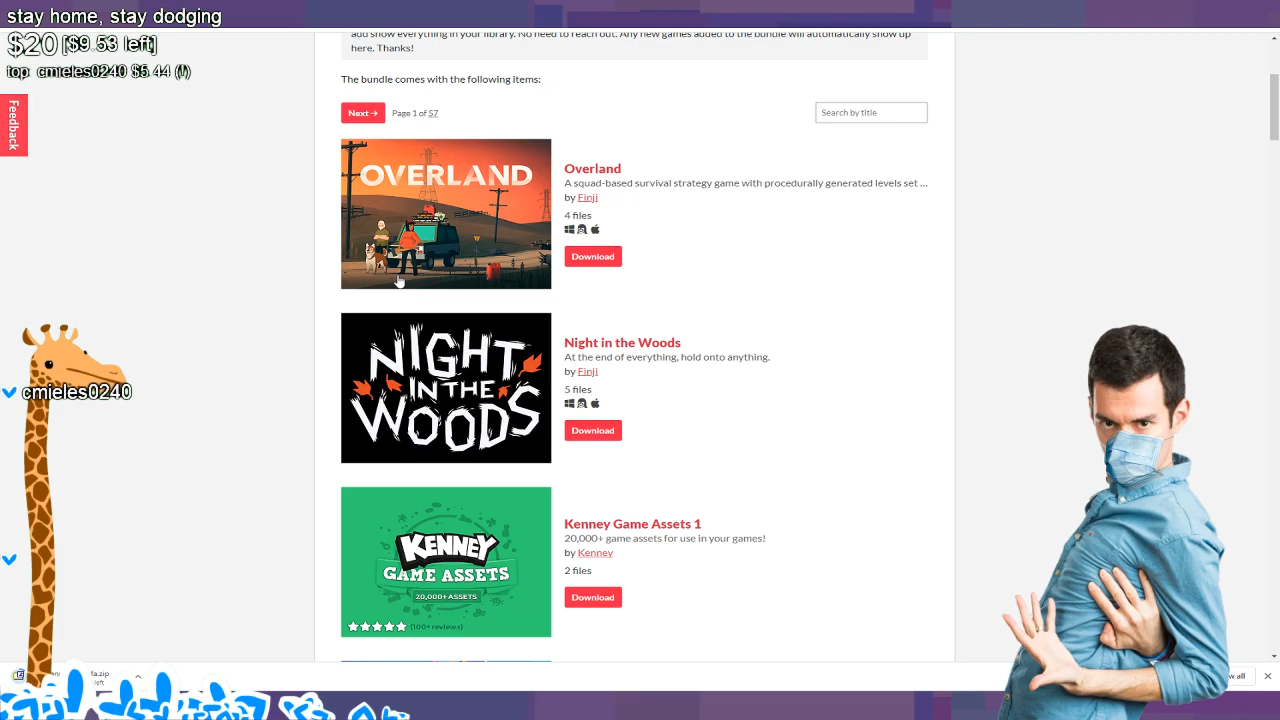 stay home, stay dodging
$20 [$9.53 left]
top cmieles0240 $5.44 (!)
Feedback
add show everything in your library. No need to reach out. Any new games added to the bundle will automatically show up
here. Thanks!
The bundle comes with the following items:
Next → Page 1 of 57
Search by title
OVERLAND
Overland
A squad-based survival strategy game with procedurally generated levels set ...
by Finji
4 files
Download
NIGHT
IN THE
WOODS
Night in the Woods
At the end of everything, hold onto anything.
by Finji
5 files
Download
cmieles0240
KENNEY
GAME ASSETS
20,000+ ASSETS
(100+ reviews)
Kenney Game Assets 1
20,000+ game assets for use in your games!
by Kenney
2 files
Download
fa.zip
left
all